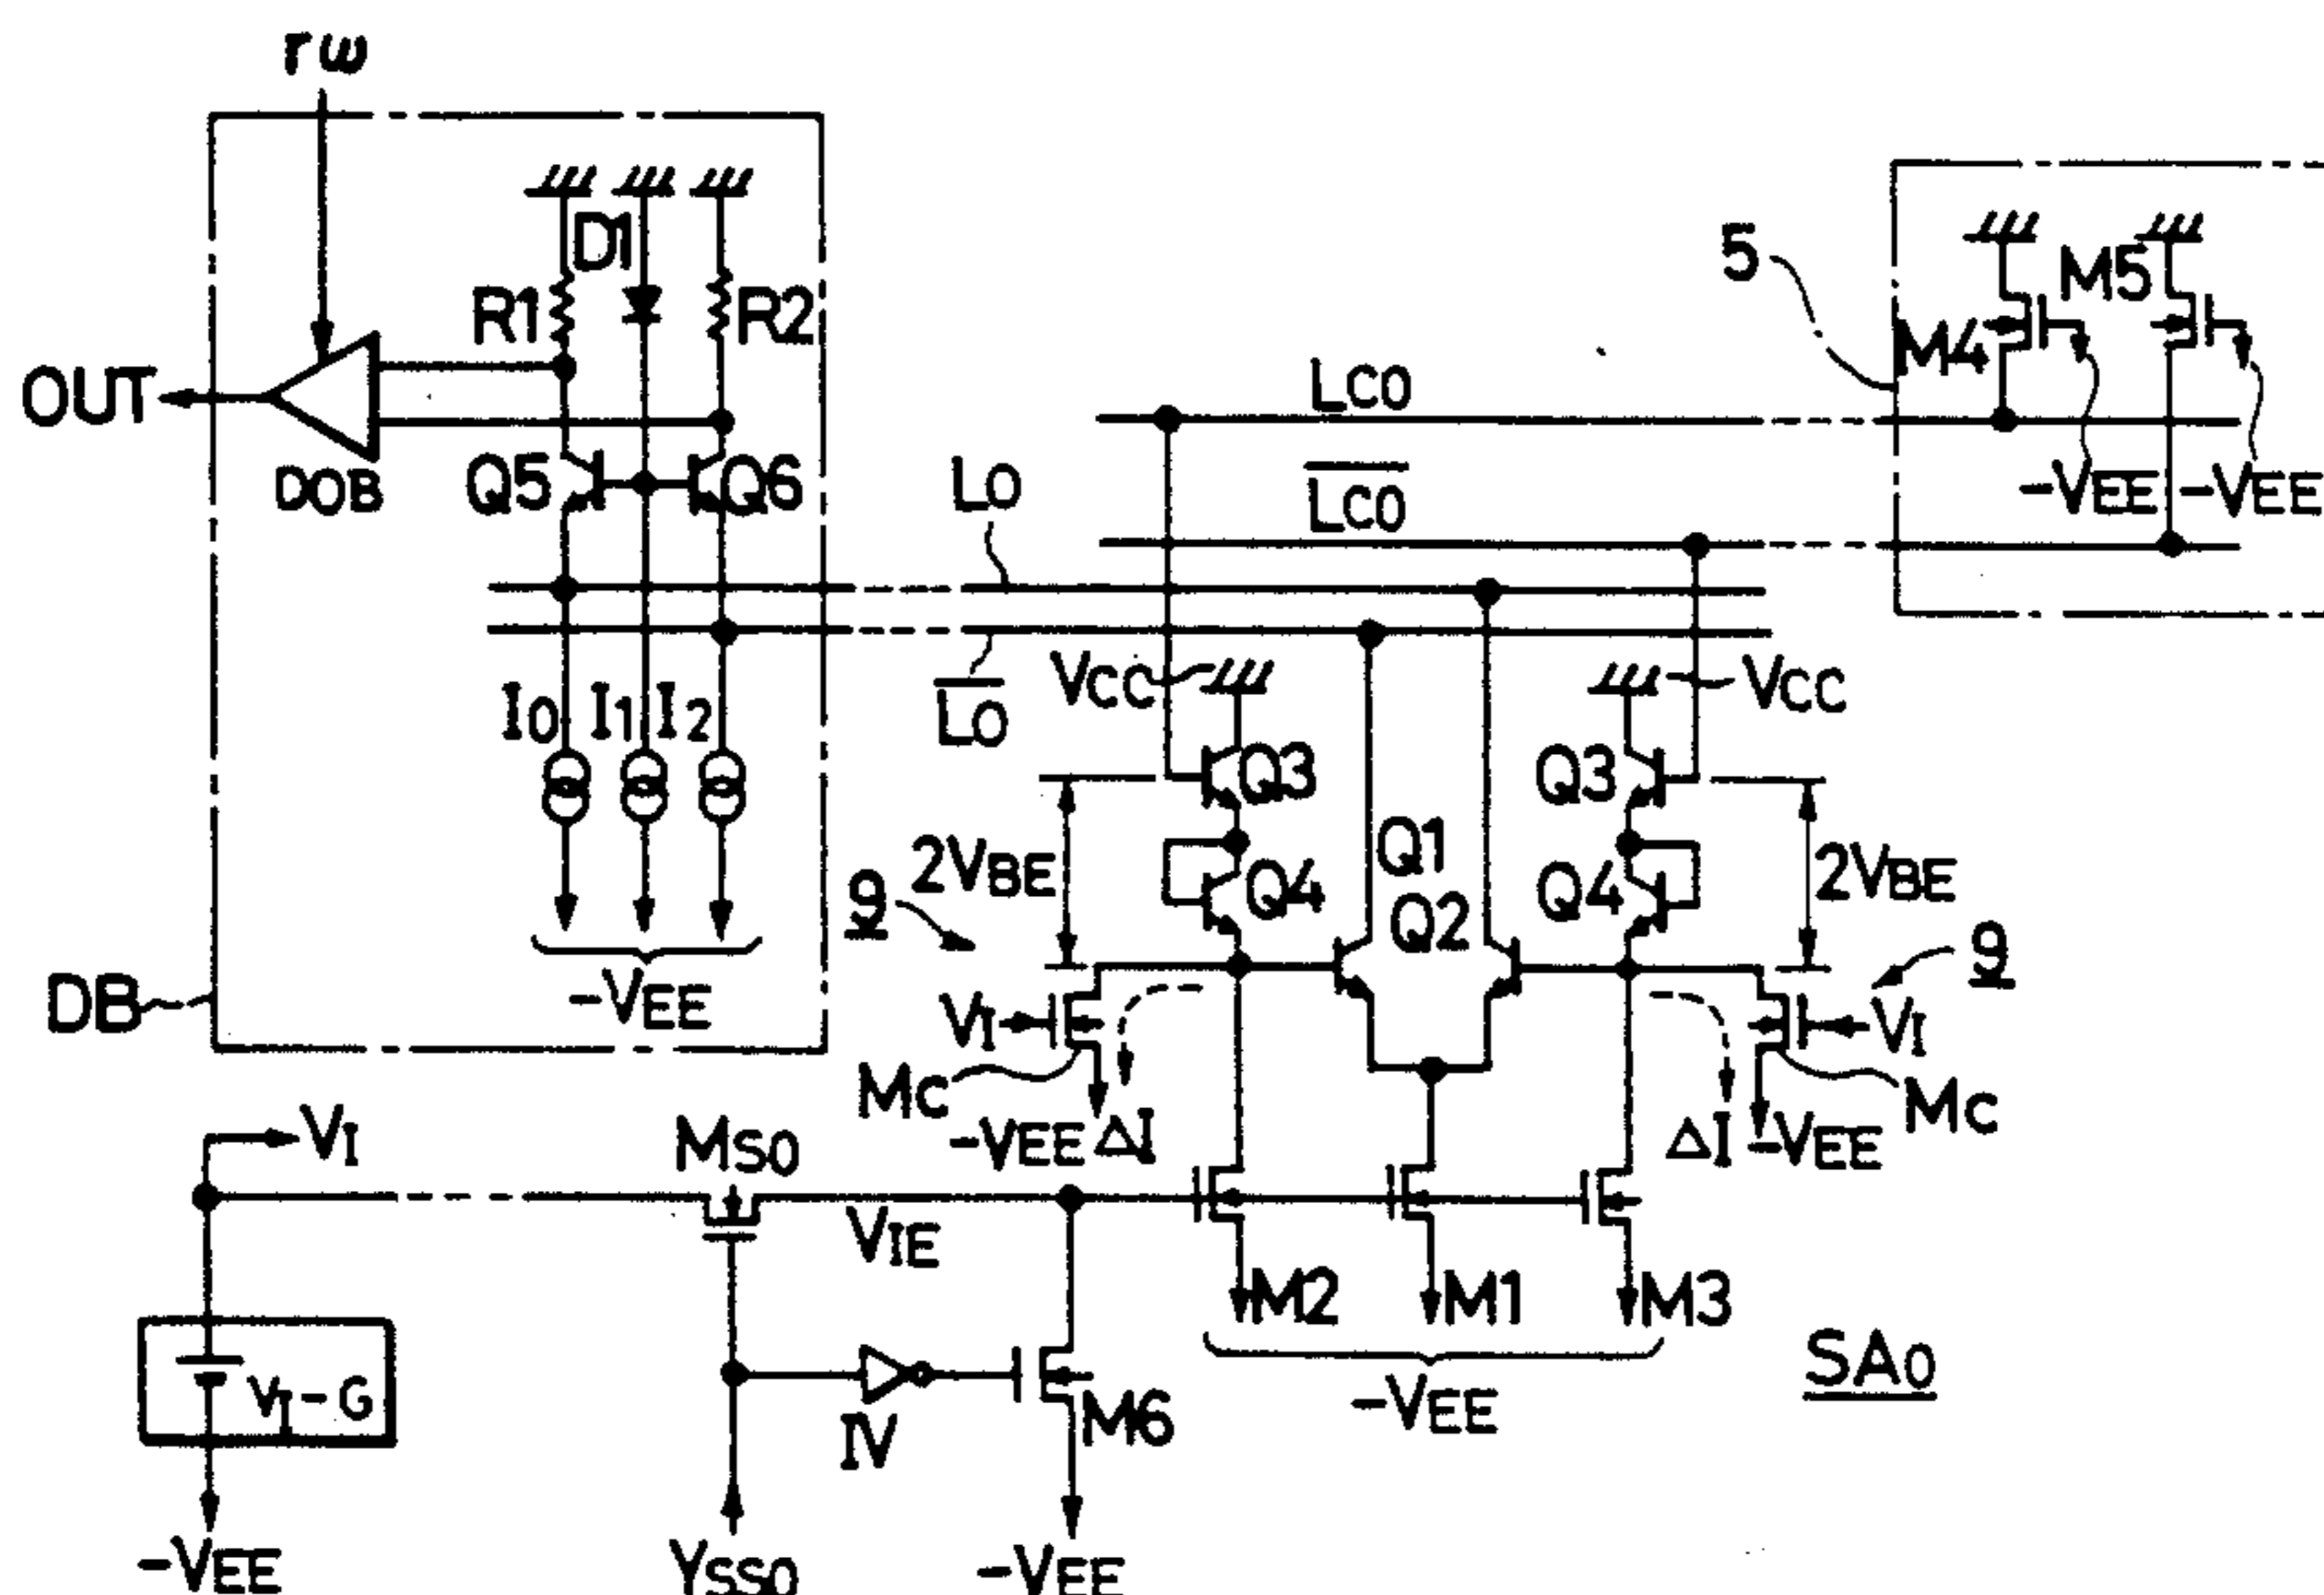 rw
D1
5
M5
R1
R2
M4
OUT
LC0
DOB
Q5
Q6
L0
LC0
-VEE
-VEE
VCC
VCC
I0
I1
I2
L0
Q3
Q3
Q1
2VBE
Q4
Q4
2VBE
9
Q2
9
-VEE
DB
VI
VI
MC
MC
-VEE
ΔI
ΔI
-VEE
VI
MS0
VIE
M2
M1
M3
SA0
VI-G
M6
-VEE
IV
-VEE
YSS0
-VEE